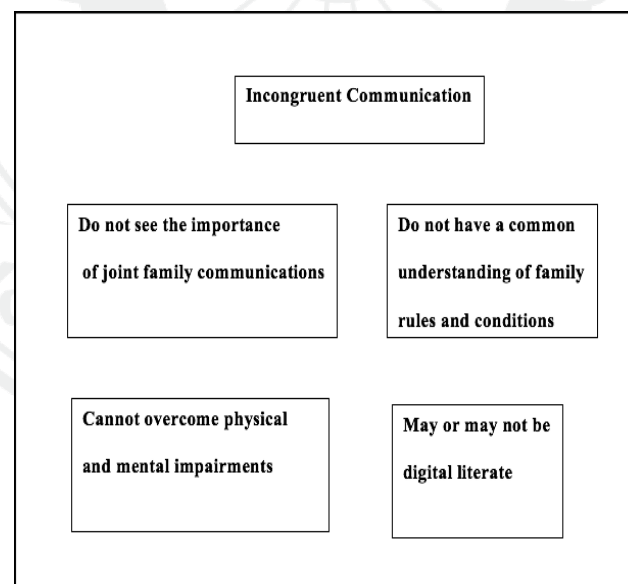 Incongruent Communication
Do not see the importance
of joint family communications
Do not have a common
understanding of family
rules and conditions
Cannot overcome physical
and mental impairments
May or may not be
digital literate